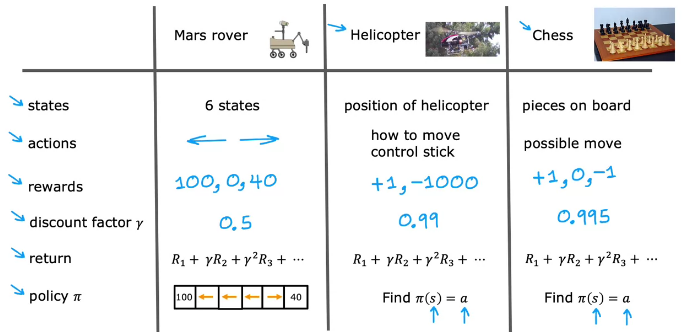 Mars rover Helicopter Chess
states 6 states position of helicopter pieces on board
actions ← → how to move control stick possible move
rewards 100, 0, 40 +1, -1000 +1, 0, -1
discount factor γ 0.5 0.99 0.995
return R₁ + γR₂ + γ²R₃ + ⋯ R₁ + γR₂ + γ²R₃ + ⋯ R₁ + γR₂ + γ²R₃ + ⋯
policy π 100 ← ← ← → 40 Find π(s) = a Find π(s) = a